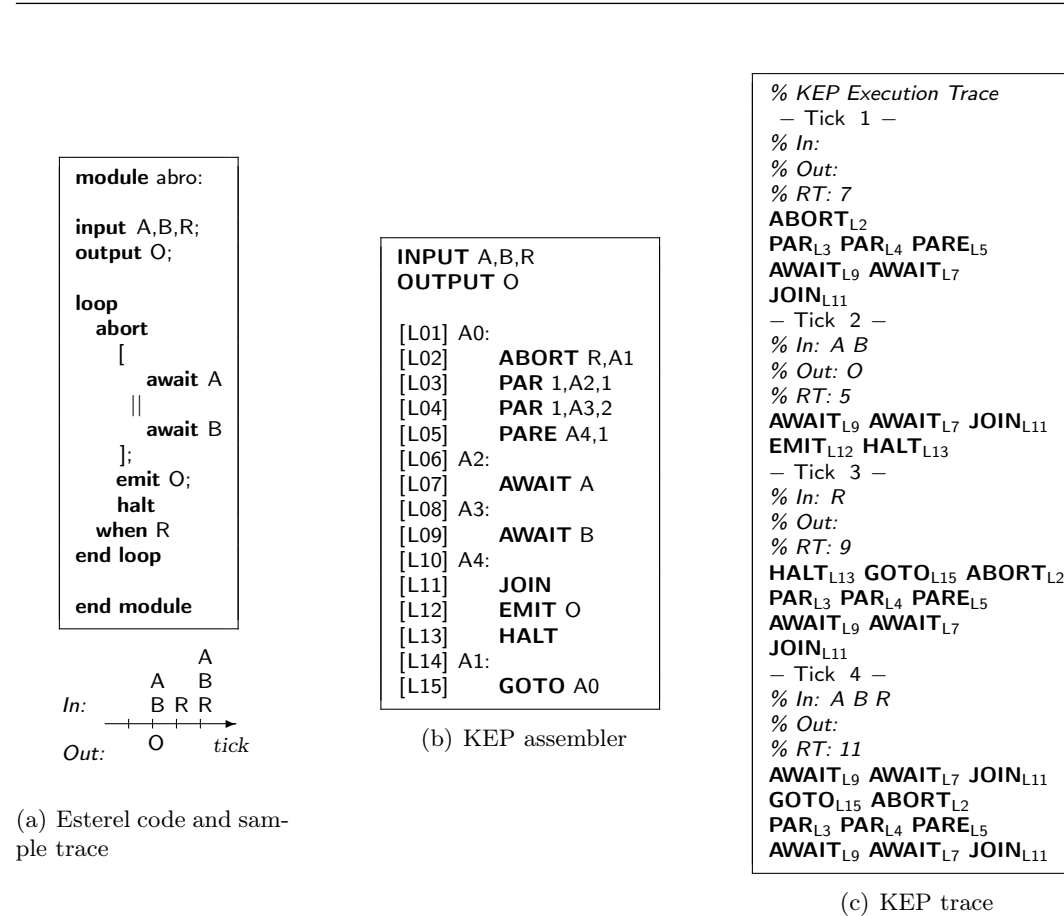 module abro:
input A,B,R;
output O;
loop
abort
[
await A
||
await B
];
emit O;
halt
when R
end loop
end module
A
A B
In: B R R
Out: O tick
(a) Esterel code and sam-
ple trace
INPUT A,B,R
OUTPUT O
[L01] A0:
[L02] ABORT R,A1
[L03] PAR 1,A2,1
[L04] PAR 1,A3,2
[L05] PARE A4,1
[L06] A2:
[L07] AWAIT A
[L08] A3:
[L09] AWAIT B
[L10] A4:
[L11] JOIN
[L12] EMIT O
[L13] HALT
[L14] A1:
[L15] GOTO A0
(b) KEP assembler
% KEP Execution Trace
– Tick 1 –
% In:
% Out:
% RT: 7
ABORTL2
PARL3 PARL4 PAREL5
AWAITL9 AWAITL7
JOINL11
– Tick 2 –
% In: A B
% Out: O
% RT: 5
AWAITL9 AWAITL7 JOINL11
EMITL12 HALTL13
– Tick 3 –
% In: R
% Out:
% RT: 9
HALTL13 GOTOL15 ABORTL2
PARL3 PARL4 PAREL5
AWAITL9 AWAITL7
JOINL11
– Tick 4 –
% In: A B R
% Out:
% RT: 11
AWAITL9 AWAITL7 JOINL11
GOTOL15 ABORTL2
PARL3 PARL4 PAREL5
AWAITL9 AWAITL7 JOINL11
(c) KEP trace